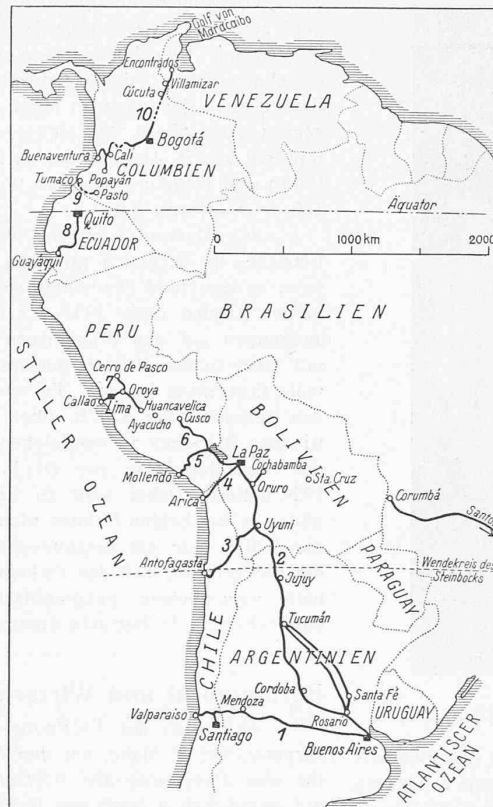 Golf von
Maracaibo
Encontrados
Villamizar
Cúcuta
VENEZUELA
10
Bogotá
Buenaventura
Cali
COLUMBIEN
Tumaco
Popayán
Pasto
9
Äquator
Quito
8
ECUADOR
Guayaquil
0 1000 km 2000
BRASILIEN
PERU
Cerro de Pasco
7
Oroya
Callao
Lima
Huancavelica
Ayacucho
Cusco
6
STILLER OZEAN
BOLIVIEN
La Paz
5
Cochabamba
Mollendo
4
Oruro
Sta. Cruz
Arica
Corumbá
Santos
Uyuni
3
2
PARAGUAY
Antofagasta
Wendekreis des
Steinbocks
Jujuy
Tucumán
CHILE
ARGENTINIEN
Cordoba
Santa Fé
Mendoza
Rosario
URUGUAY
Valparaíso
Santiago
1
Buenos Aires
ATLANTISCER
OZEAN